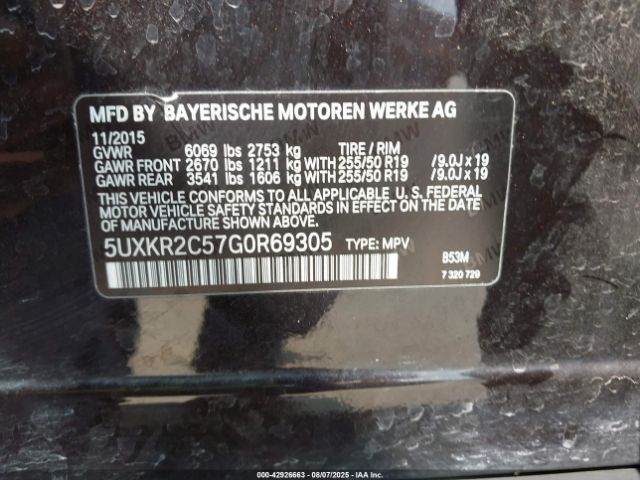 MFD BY BAYERISCHE MOTOREN WERKE AG
11/2015
GVWR 6069 lbs 2753 kg TIRE / RIM
GAWR FRONT 2670 lbs 1211 kg WITH 255/50 R19 /9.0J x 19
GAWR REAR 3541 lbs 1606 kg WITH 255/50 R19 /9.0J x 19
THIS VEHICLE CONFORMS TO ALL APPLICABLE U. S. FEDERAL
MOTOR VEHICLE SAFETY STANDARDS IN EFFECT ON THE DATE
OF MANUFACTURE SHOWN ABOVE.
5UXKR2C57G0R69305 TYPE: MPV B53M
7 320 729
000-42926663 - 08/07/2025 - IAA Inc.